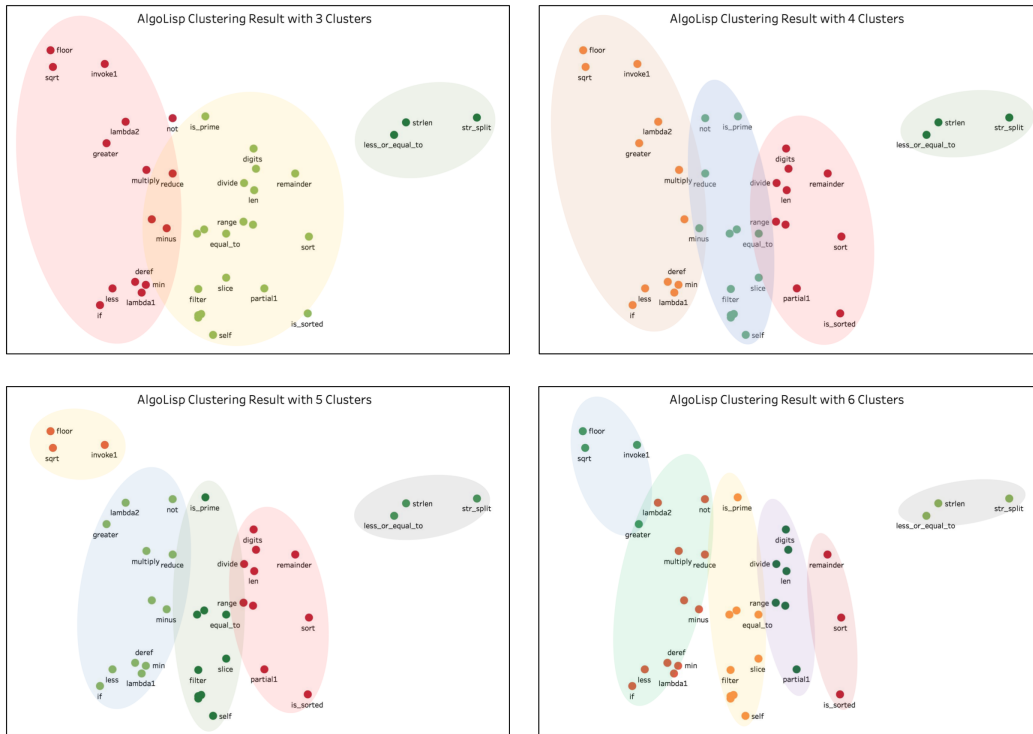 AlgoLisp Clustering Result with 3 Clusters
floor
sqrt
invoke1
lambda2
not
is_prime
greater
strlen
str_split
less_or_equal_to
digits
multiply
reduce
divide
remainder
len
range
minus
equal_to
sort
deref
less
min
lambda1
if
slice
filter
partial1
is_sorted
self
AlgoLisp Clustering Result with 4 Clusters
floor
sqrt
invoke1
lambda2
not
is_prime
greater
strlen
str_split
less_or_equal_to
digits
multiply
reduce
divide
remainder
len
range
minus
equal_to
sort
deref
less
min
lambda1
if
slice
filter
partial1
is_sorted
self
AlgoLisp Clustering Result with 5 Clusters
floor
sqrt
invoke1
lambda2
not
is_prime
greater
strlen
str_split
less_or_equal_to
digits
multiply
reduce
divide
remainder
len
range
minus
equal_to
sort
deref
less
min
lambda1
if
slice
filter
partial1
is_sorted
self
AlgoLisp Clustering Result with 6 Clusters
floor
sqrt
invoke1
lambda2
not
is_prime
greater
strlen
str_split
less_or_equal_to
digits
multiply
reduce
divide
remainder
len
range
minus
equal_to
sort
deref
less
min
lambda1
if
slice
filter
partial1
is_sorted
self